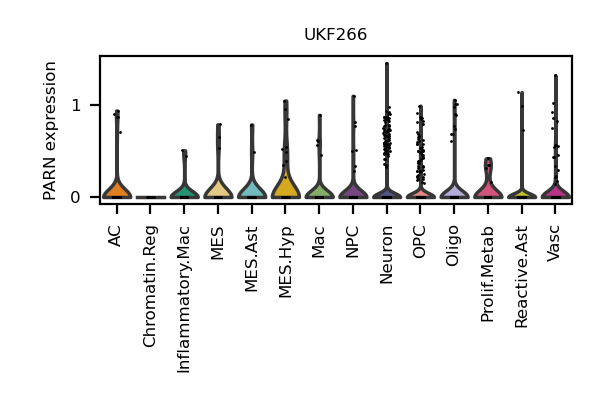 UKF266
PARN expression
1
0
AC
Chromatin.Reg
Inflammatory.Mac
MES
MES.Ast
MES.Hyp
Mac
NPC
Neuron
OPC
Oligo
Prolif.Metab
Reactive.Ast
Vasc